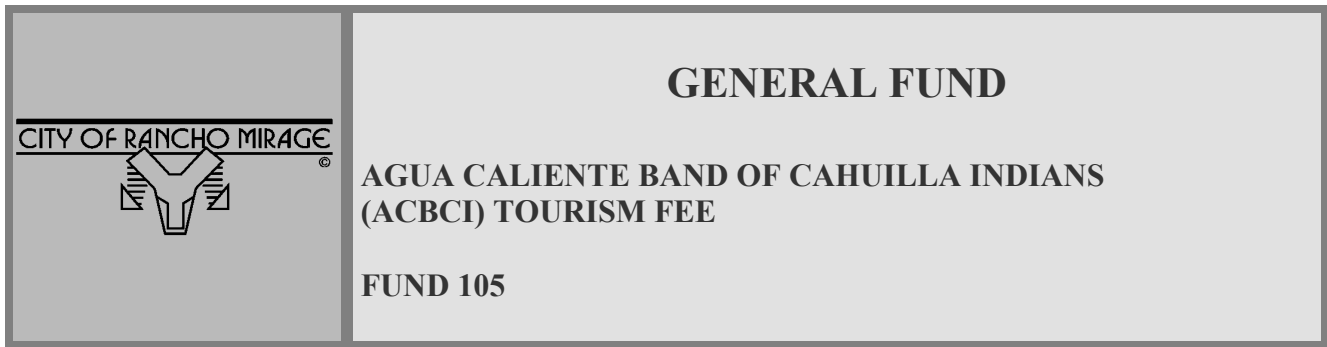 CITY OF RANCHO MIRAGE
©
GENERAL FUND
AGUA CALIENTE BAND OF CAHUILLA INDIANS
(ACBCI) TOURISM FEE
FUND 105